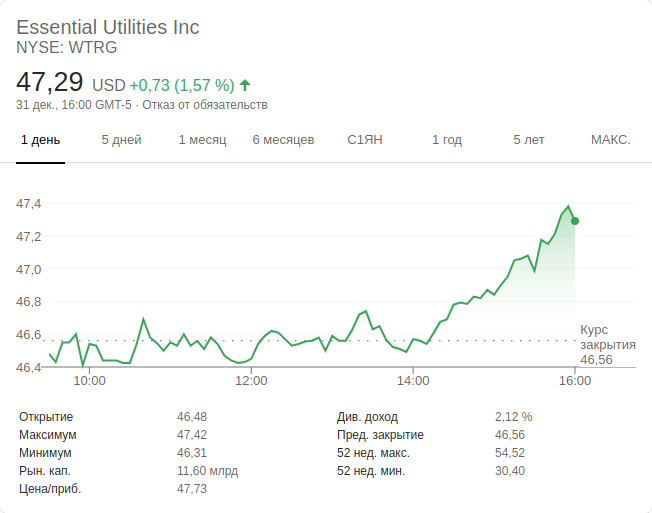 Essential Utilities Inc
NYSE: WTRG
47,29 USD +0,73 (1,57 %)
31 дек., 16:00 GMT-5 · Отказ от обязательств
1 день 5 дней 1 месяц 6 месяцев С1ЯН 1 год 5 лет МАКС.
47,4
47,2
47,0
46,8
46,6
46,4
Курс
закрытия
46,56
10:00 12:00 14:00 16:00
Открытие 46,48 Див. доход 2,12 %
Максимум 47,42 Пред. закрытие 46,56
Минимум 46,31 52 нед. макс. 54,52
Рын. кап. 11,60 млрд 52 нед. мин. 30,40
Цена/приб. 47,73